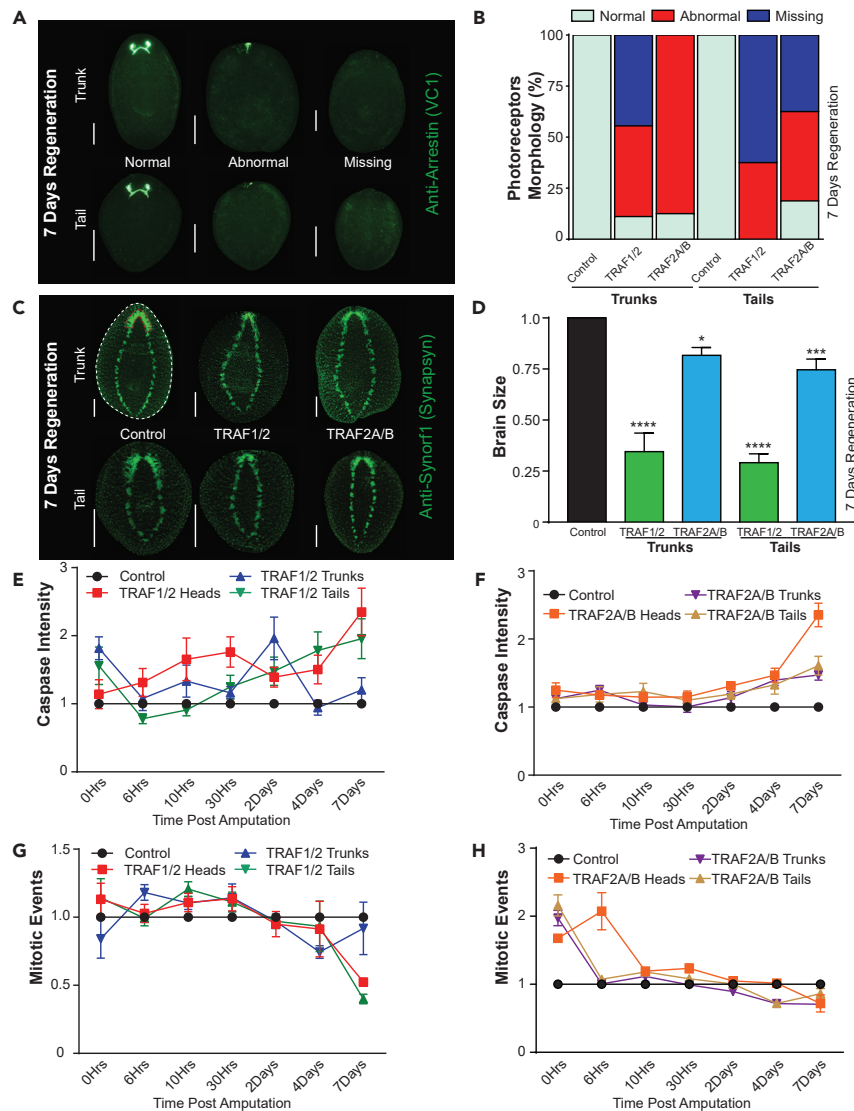 A
7 Days Regeneration
Trunk
Tail
Normal
Abnormal
Missing
Anti-Arrestin (VC1)
B
Normal
Abnormal
Missing
Photoreceptors
Morphology (%)
100
75
50
25
0
Control
TRAF1/2
TRAF2A/B
Control
TRAF1/2
TRAF2A/B
Trunks
Tails
7 Days Regeneration
C
7 Days Regeneration
Trunk
Tail
Control
TRAF1/2
TRAF2A/B
Anti-Synorf1 (Synapsyn)
D
Brain Size
1.0
0.75
0.50
0.25
0
****
*
****
***
Control
TRAF1/2
TRAF2A/B
TRAF1/2
TRAF2A/B
Trunks
Tails
7 Days Regeneration
E
Control
TRAF1/2 Heads
TRAF1/2 Trunks
TRAF1/2 Tails
Caspase Intensity
3
2
1
0
0Hrs
6Hrs
10Hrs
30Hrs
2Days
4Days
7Days
Time Post Amputation
F
Control
TRAF2A/B Heads
TRAF2A/B Trunks
TRAF2A/B Tails
Caspase Intensity
3
2
1
0
0Hrs
6Hrs
10Hrs
30Hrs
2Days
4Days
7Days
Time Post Amputation
G
Control
TRAF1/2 Heads
TRAF1/2 Trunks
TRAF1/2 Tails
Mitotic Events
1.5
1.0
0.5
0
0Hrs
6Hrs
10Hrs
30Hrs
2Days
4Days
7Days
Time Post Amputation
H
Control
TRAF2A/B Heads
TRAF2A/B Trunks
TRAF2A/B Tails
Mitotic Events
3
2
1
0
0Hrs
6Hrs
10Hrs
30Hrs
2Days
4Days
7Days
Time Post Amputation